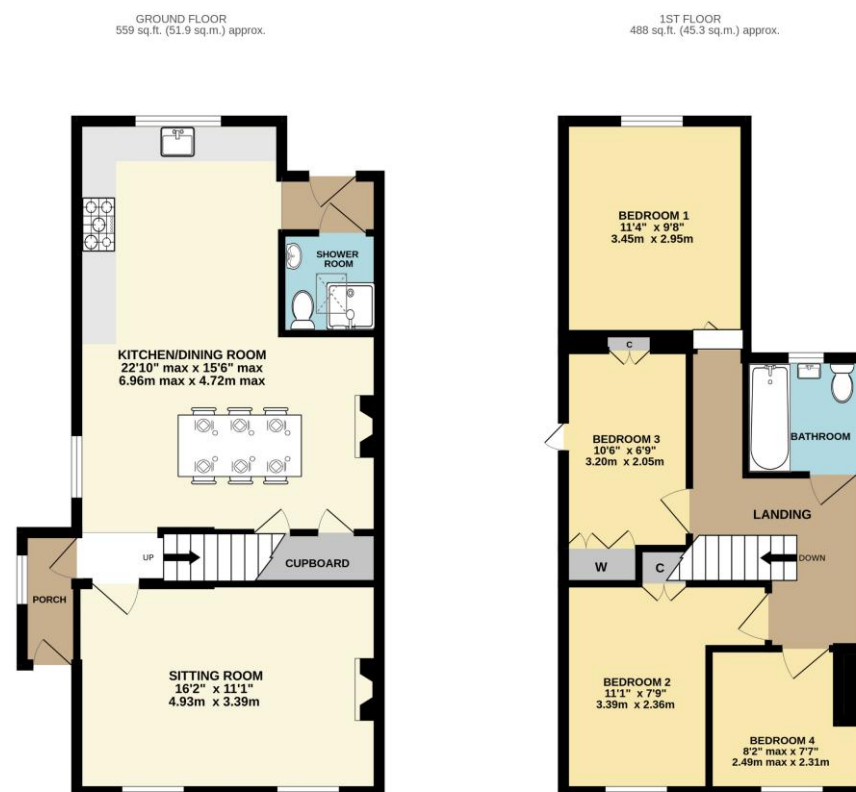 GROUND FLOOR
559 sq.ft. (51.9 sq.m.) approx.
SHOWER
ROOM
KITCHEN/DINING ROOM
22'10" max x 15'6" max
6.96m max x 4.72m max
UP
CUPBOARD
PORCH
SITTING ROOM
16'2" x 11'1"
4.93m x 3.39m
1ST FLOOR
488 sq.ft. (45.3 sq.m.) approx.
BEDROOM 1
11'4" x 9'8"
3.45m x 2.95m
C
BEDROOM 3
10'6" x 6'9"
3.20m x 2.05m
BATHROOM
LANDING
DOWN
W
C
BEDROOM 2
11'1" x 7'9"
3.39m x 2.36m
BEDROOM 4
8'2" max x 7'7"
2.49m max x 2.31m